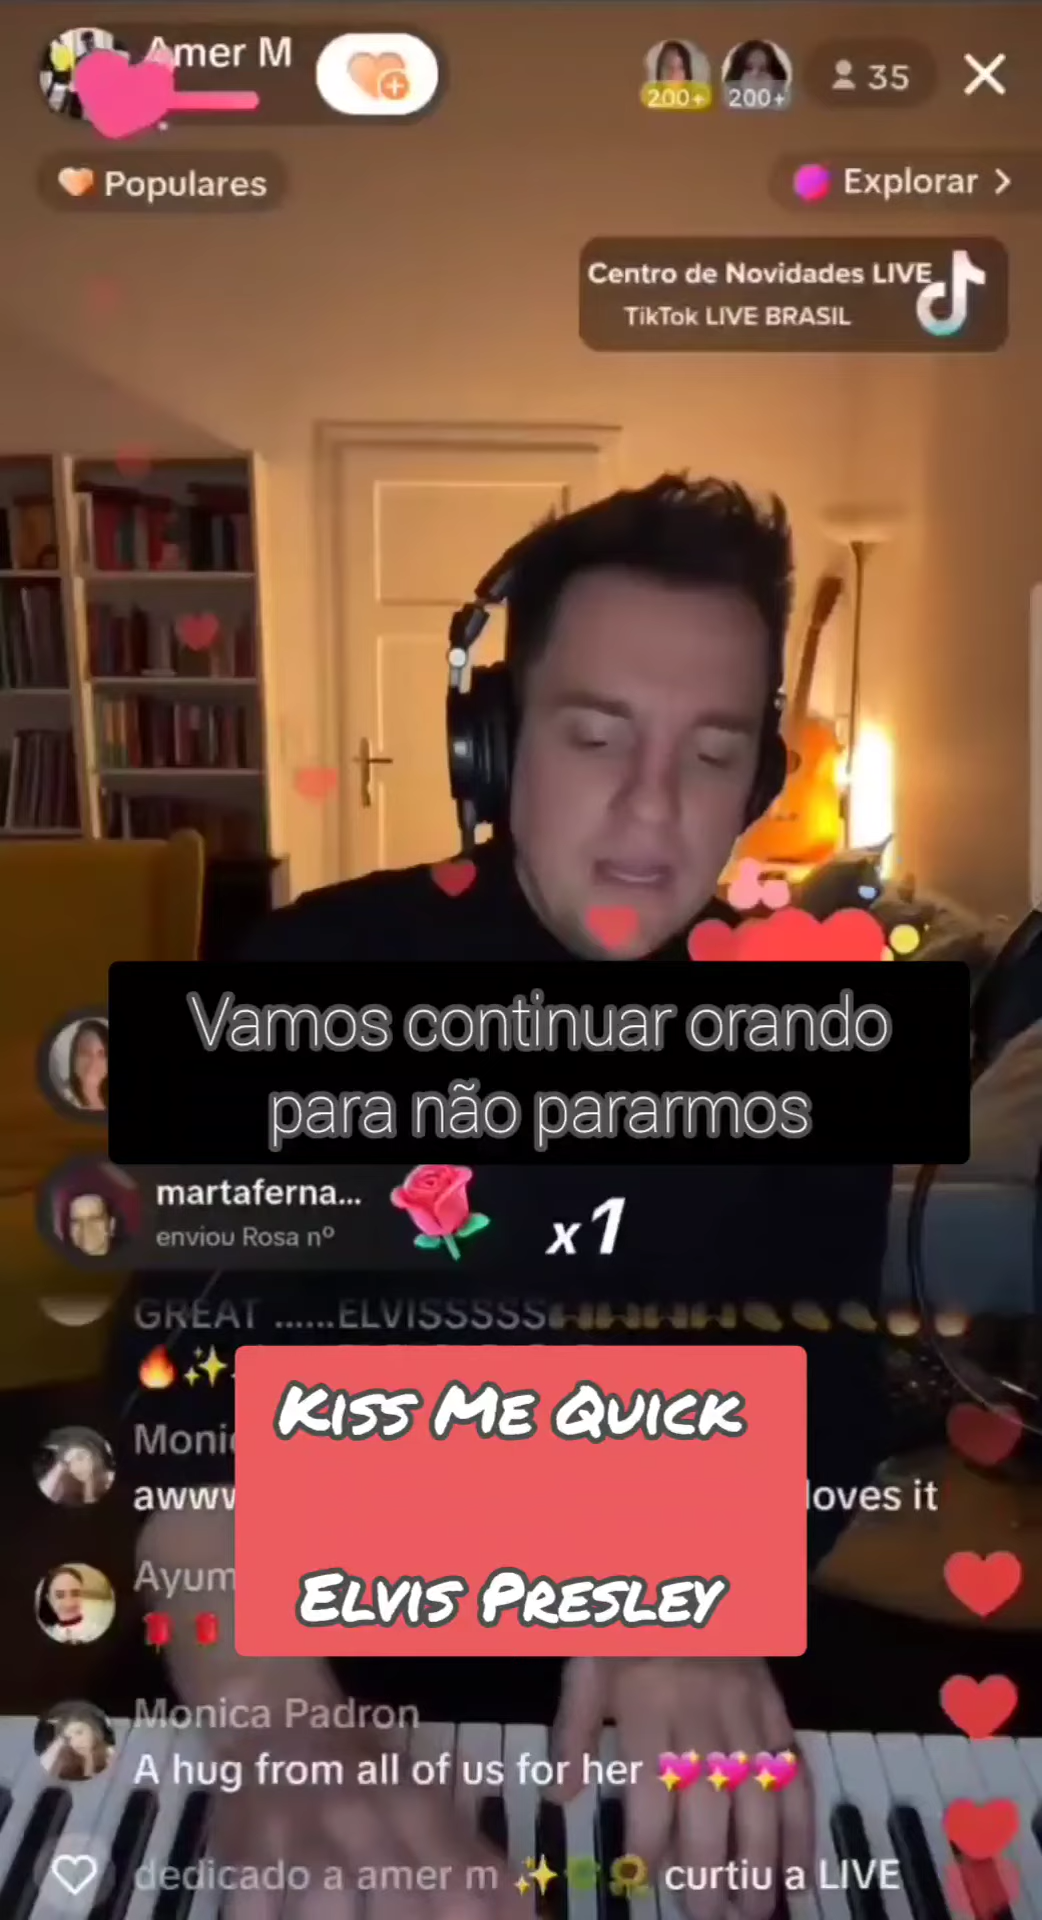 Amer M
200+
200+
35
Populares
Explorar >
Centro de Novidades LIVE
TikTok LIVE BRASIL
Vamos continuar orando
para não pararmos
martaferna...
enviou Rosa nº
x1
GREAT ......ELVISSSSS
Kiss Me Quick
Elvis Presley
loves it
Monica Padron
A hug from all of us for her 💖💖💖
dedicado a amer m ✨🌻 curtiu a LIVE